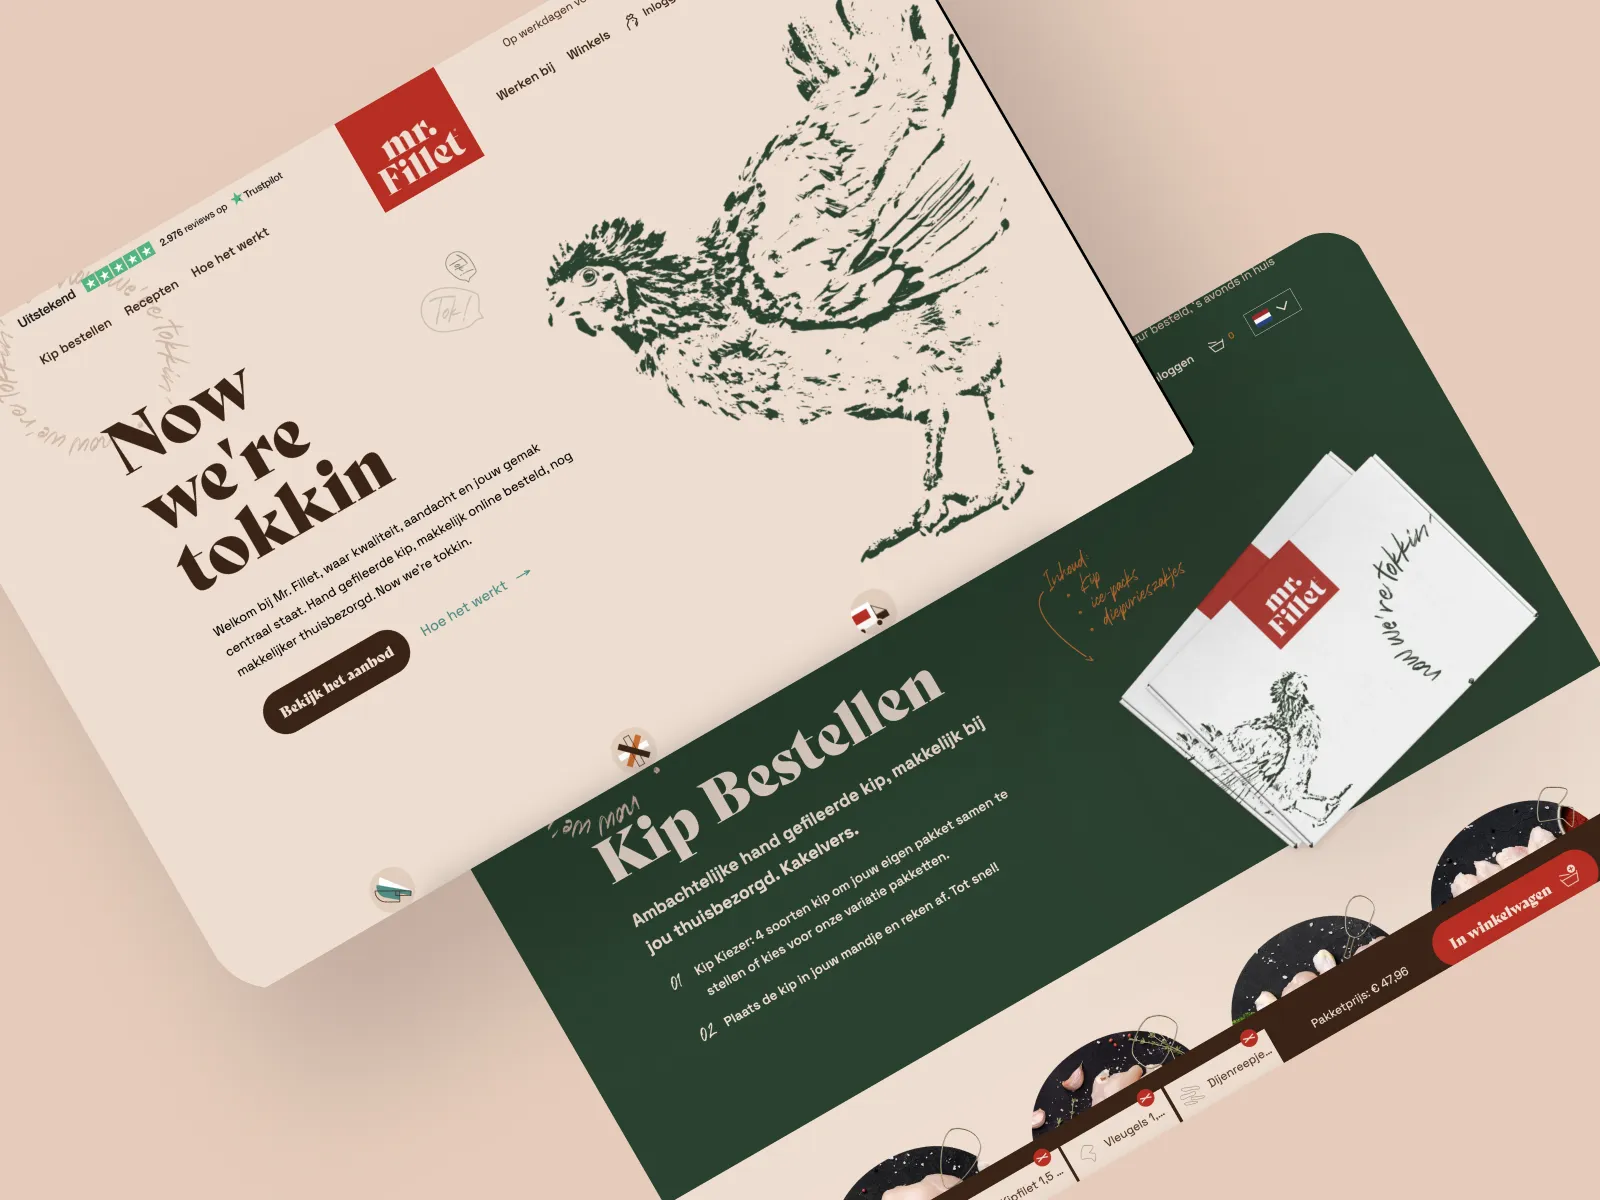 Op werkdagen
Uitstekend
2.976 reviews op
Trustpilot
Kip bestellen
Recepten
Hoe het werkt
mr.
Fillet
Werken bij
Winkels
Tok!
Tok!
now we're tokkin'
Now
we're
tokkin
Welkom bij Mr. Fillet, waar kwaliteit, aandacht en jouw gemak
centraal staat. Hand gefileerde kip, makkelijk online besteld, nog
makkelijker thuisbezorgd. Now we're tokkin.
Bekijk het aanbod
Hoe het werkt →
uur besteld, 's avonds in huis
nloggen
0
Inhoud:
• Kip
• ice-packs
• diepvrieszakjes
mr.
Fillet
now we're tokkin'
now we'
Kip Bestellen
Ambachtelijke hand gefileerde kip, makkelijk bij
jou thuisbezorgd. Kakelvers.
01 Kip Kiezer: 4 soorten kip om jouw eigen pakket samen te
stellen of kies voor onze variatie pakketten.
02 Plaats de kip in jouw mandje en reken af. Tot snel!
Kipfilet 1,5 ...
Vleugels 1,...
Dijenreepje...
Pakketprijs: € 47,96
In winkelwagen